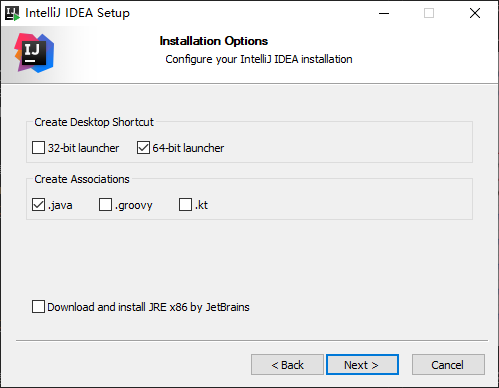 IntelliJ IDEA Setup
IJ
Installation Options
Configure your IntelliJ IDEA installation
Create Desktop Shortcut
32-bit launcher 64-bit launcher
Create Associations
.java .groovy .kt
Download and install JRE x86 by JetBrains
< Back Next > Cancel